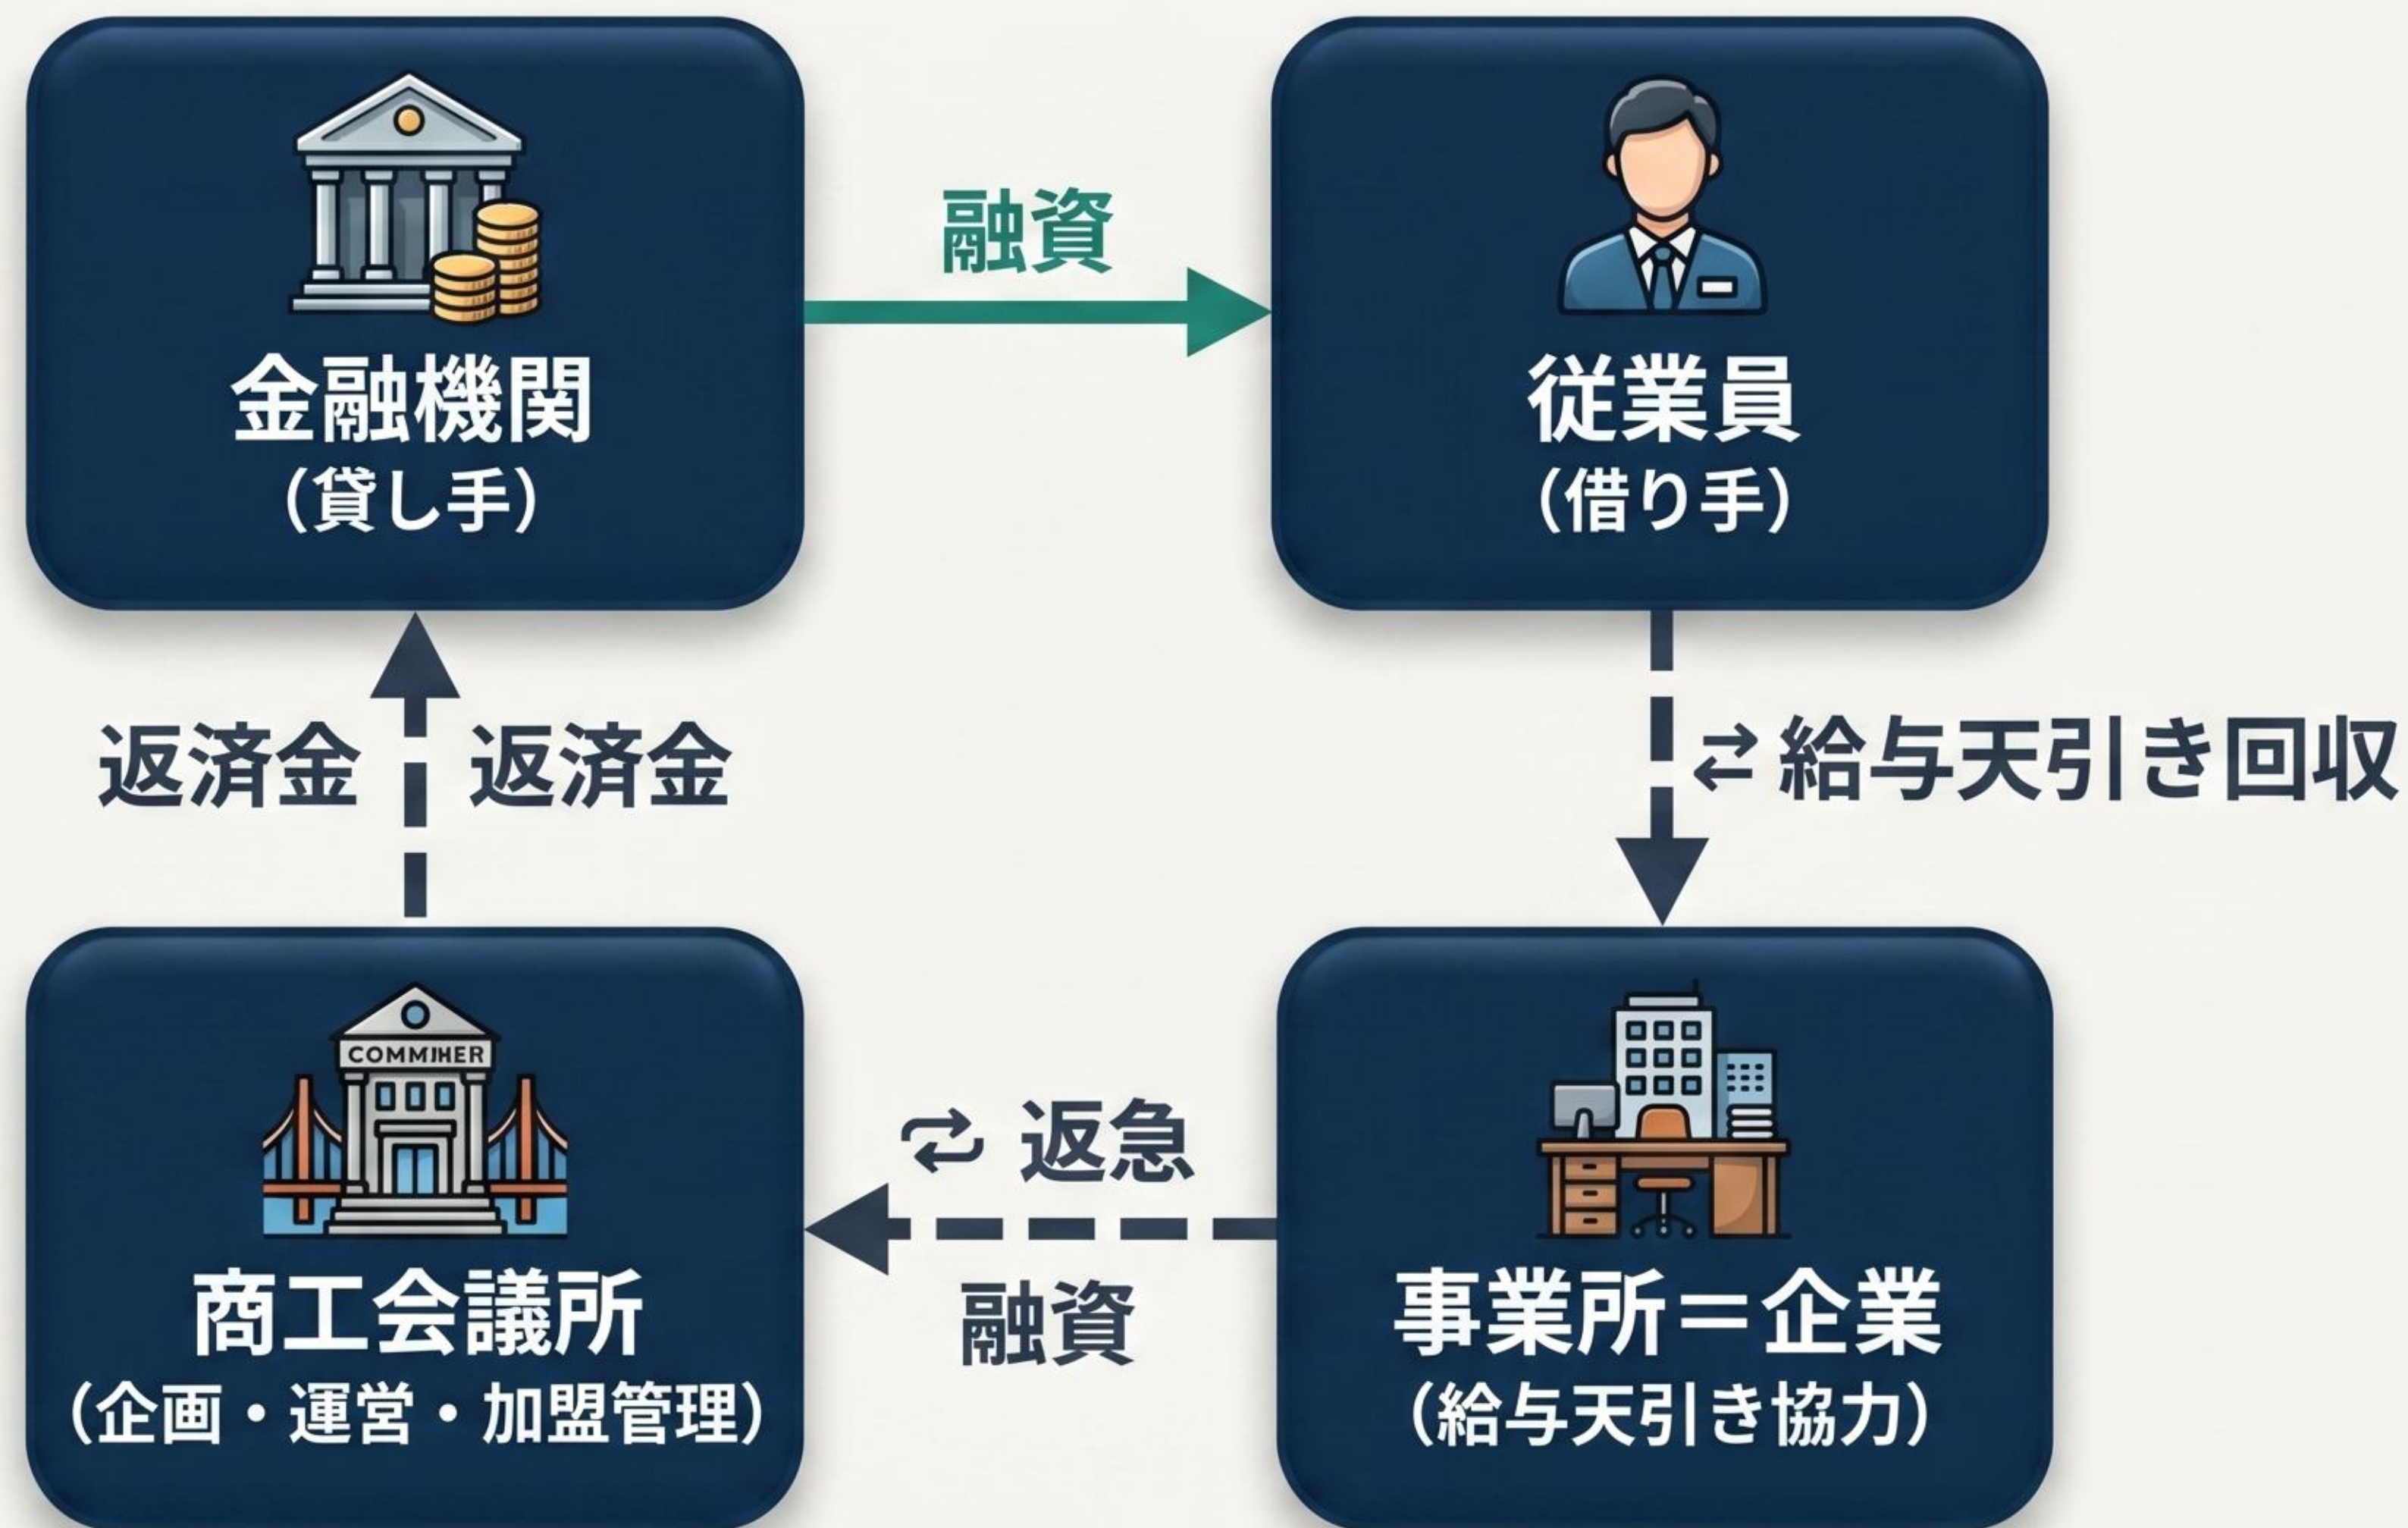 金融機関
（貸し手）
融資
従業員
（借り手）
返済金
返済金
⇄ 給与天引き回収
COMMJHER
商工会議所
（企画・運営・加盟管理）
返急
融資
事業所＝企業
（給与天引き協力）